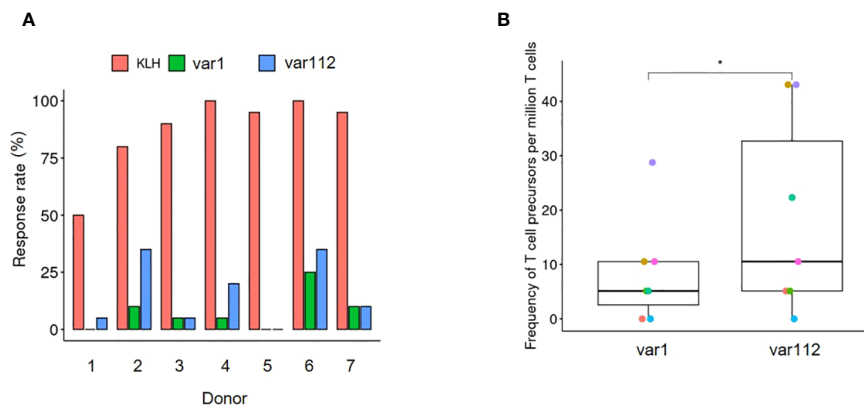 A
KLH var1 var112
Response rate (%)
100
75
50
25
0
1 2 3 4 5 6 7
Donor
B
Frequency of T cell precursors per million T cells
*
40
30
20
10
0
var1 var112